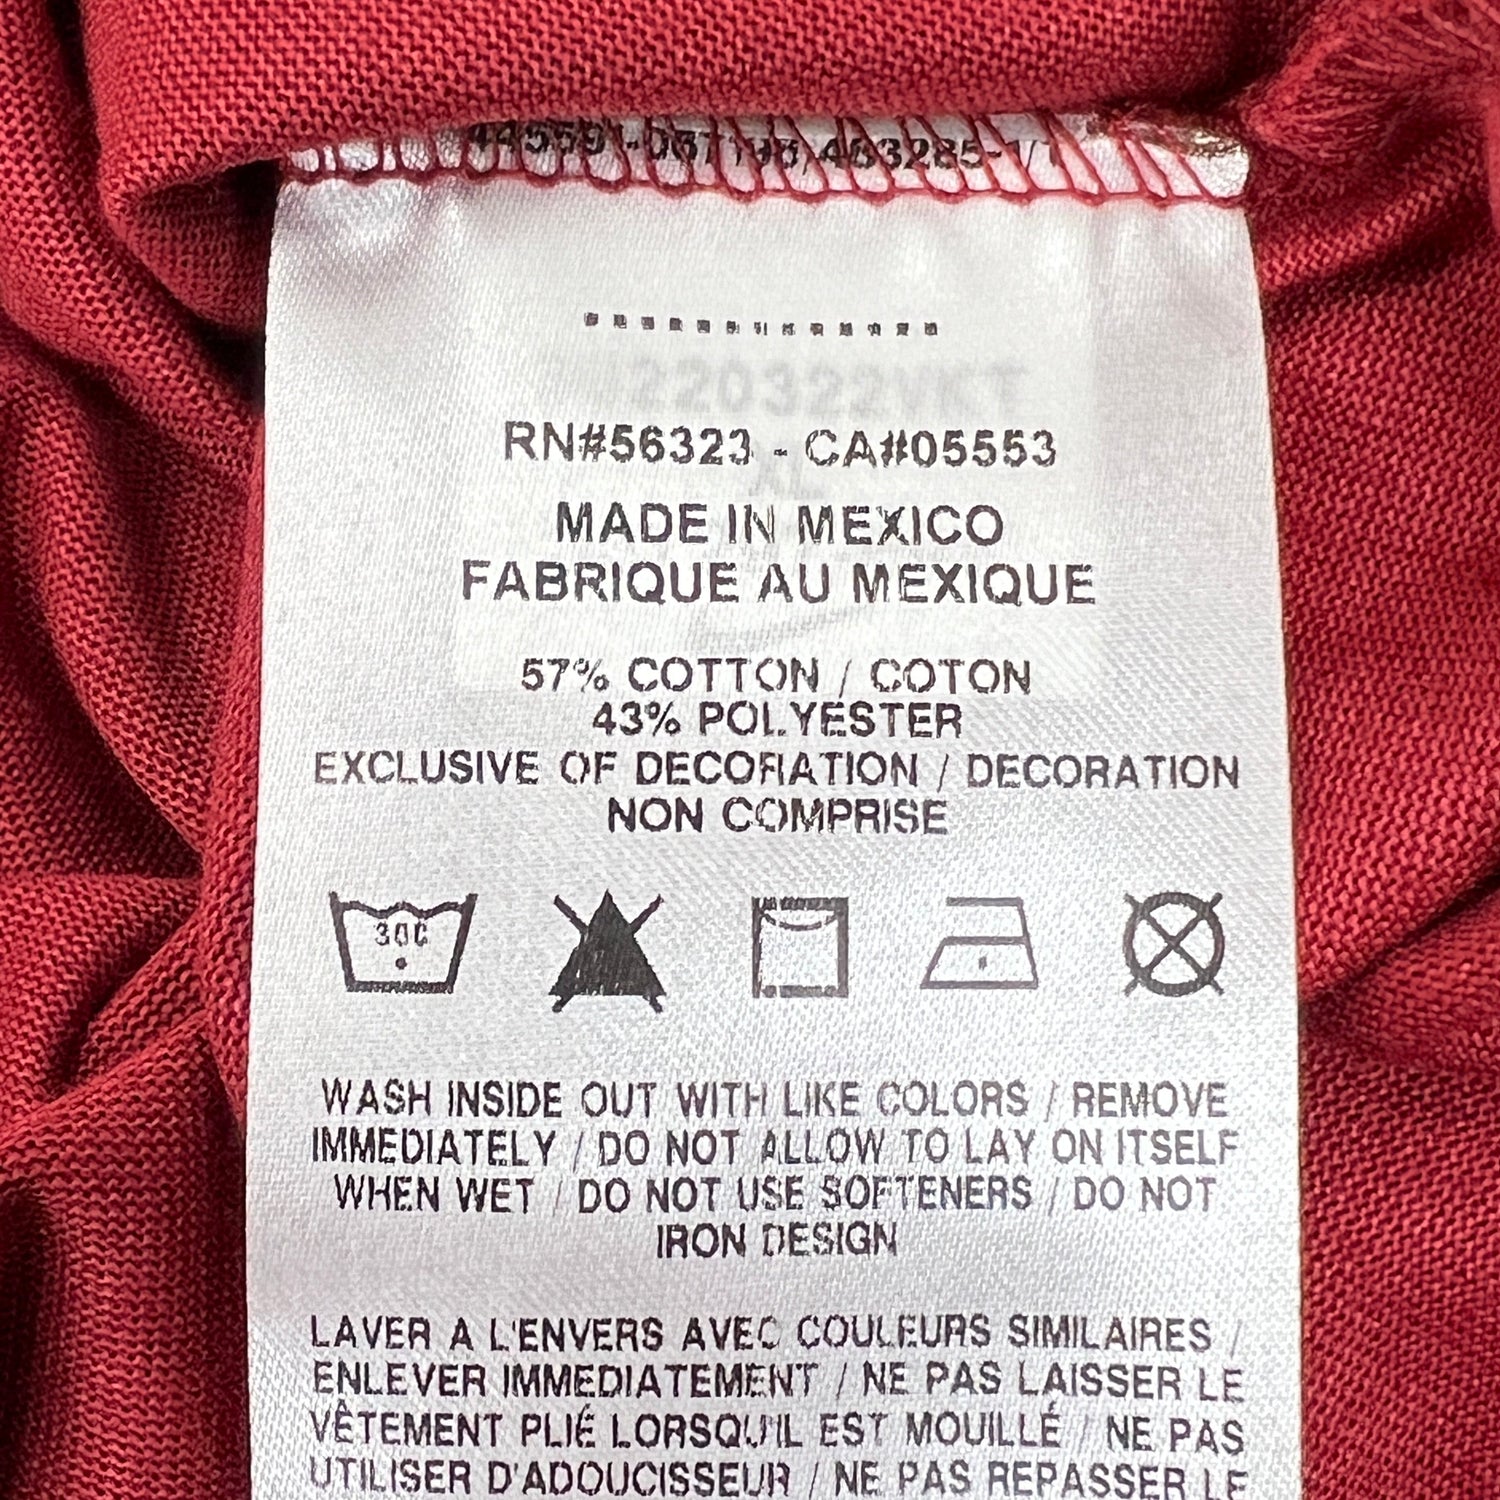 RN#56323 - CA#05553
MADE IN MEXICO
FABRIQUE AU MEXIQUE
57% COTTON / COTON
43% POLYESTER
EXCLUSIVE OF DECORATION / DECORATION
NON COMPRISE
30C
WASH INSIDE OUT WITH LIKE COLORS / REMOVE
IMMEDIATELY / DO NOT ALLOW TO LAY ON ITSELF
WHEN WET / DO NOT USE SOFTENERS / DO NOT
IRON DESIGN
LAVER A L'ENVERS AVEC COULEURS SIMILAIRES /
ENLEVER IMMEDIATEMENT / NE PAS LAISSER LE
VÊTEMENT PLIÉ LORSQU'IL EST MOUILLÉ / NE PAS
UTILISER D'ADOUCISSEUR / NE PAS REPASSER LE